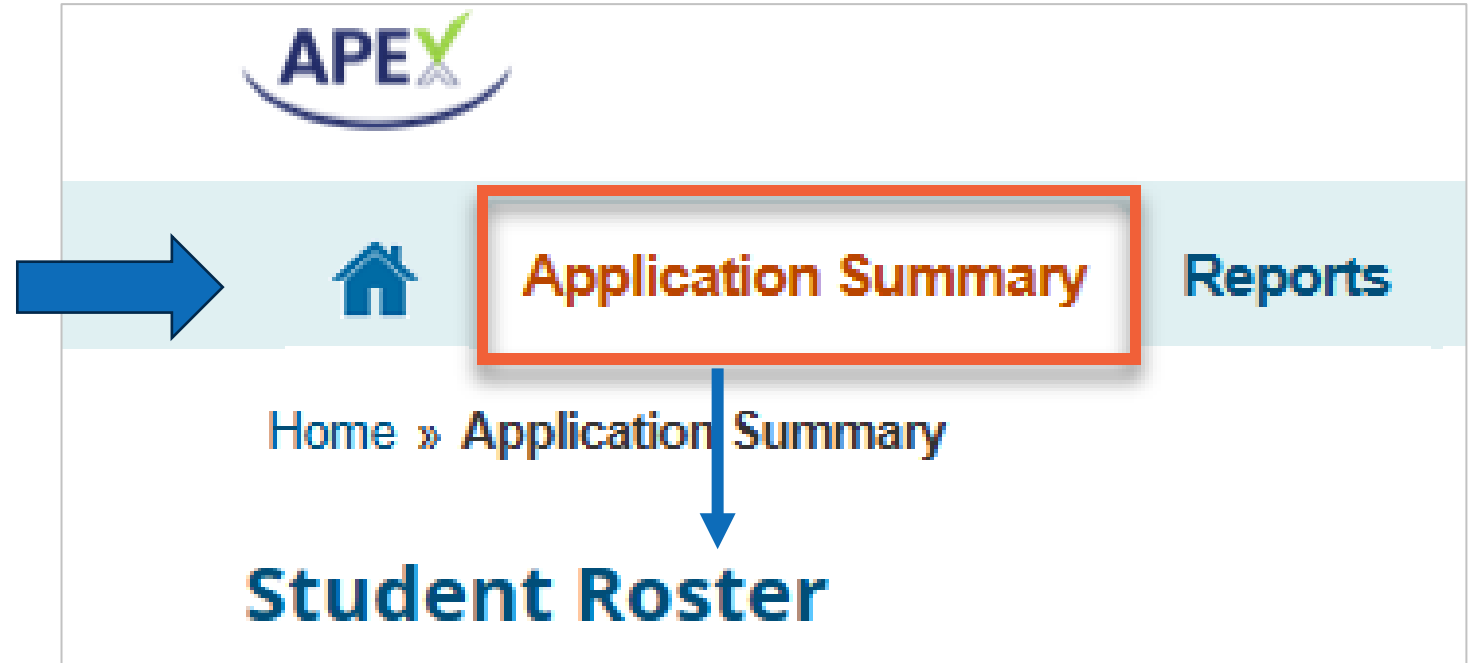 APEX
Application Summary Reports
Home » Application Summary
Student Roster